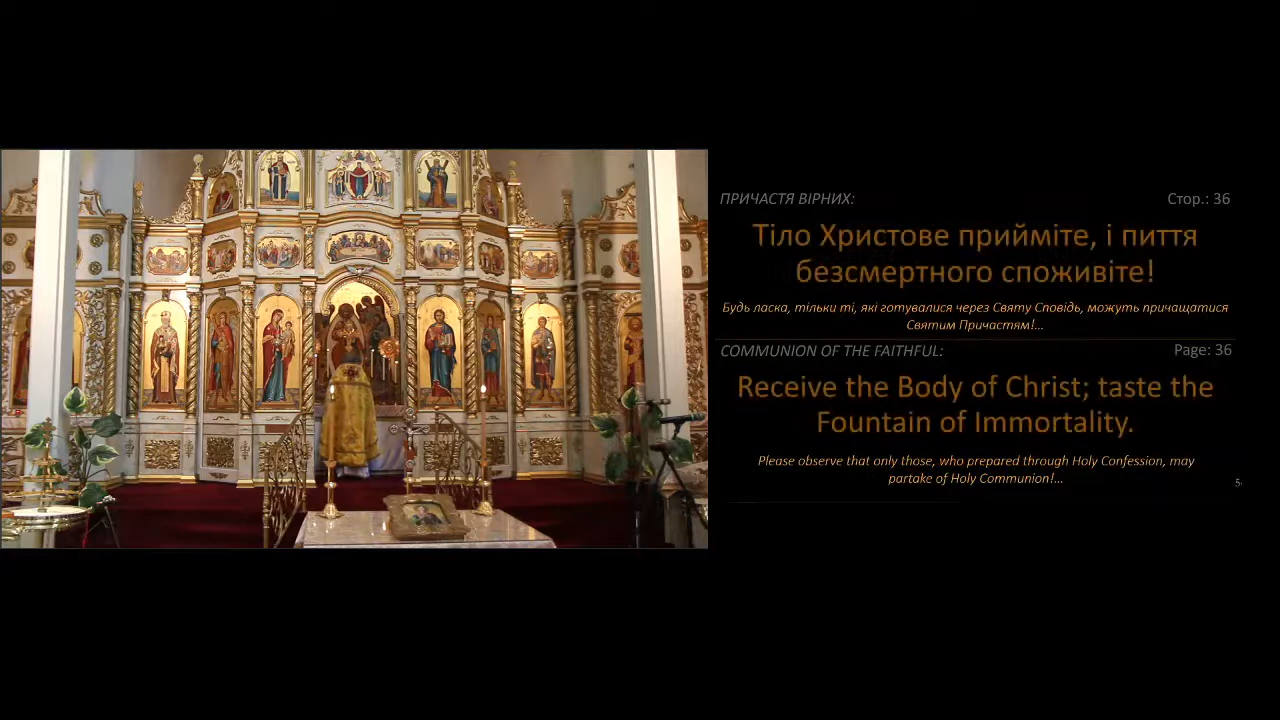 ПРИЧАСТЯ ВІРНИХ: Стор.: 36
Тіло Христове прийміте, і пиття
безсмертного споживіте!
Будь ласка, тільки ті, які готувалися через Святу Сповідь, можуть причащатися
Святим Причастям!...
COMMUNION OF THE FAITHFUL: Page: 36
Receive the Body of Christ; taste the
Fountain of Immortality.
Please observe that only those, who prepared through Holy Confession, may
partake of Holy Communion!...